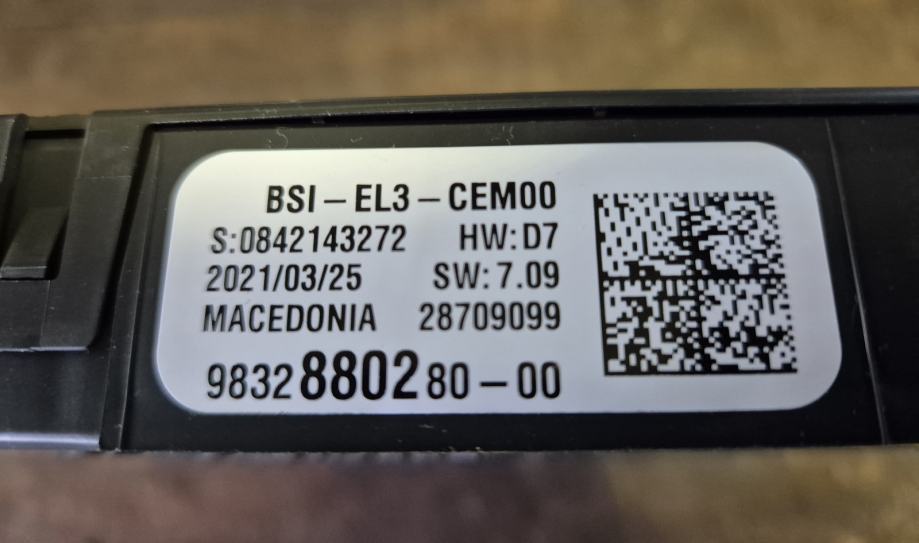 BSI-EL3-CEM00
S:0842143272 HW:D7
2021/03/25 SW:7.09
MACEDONIA 28709099
9832880280-00